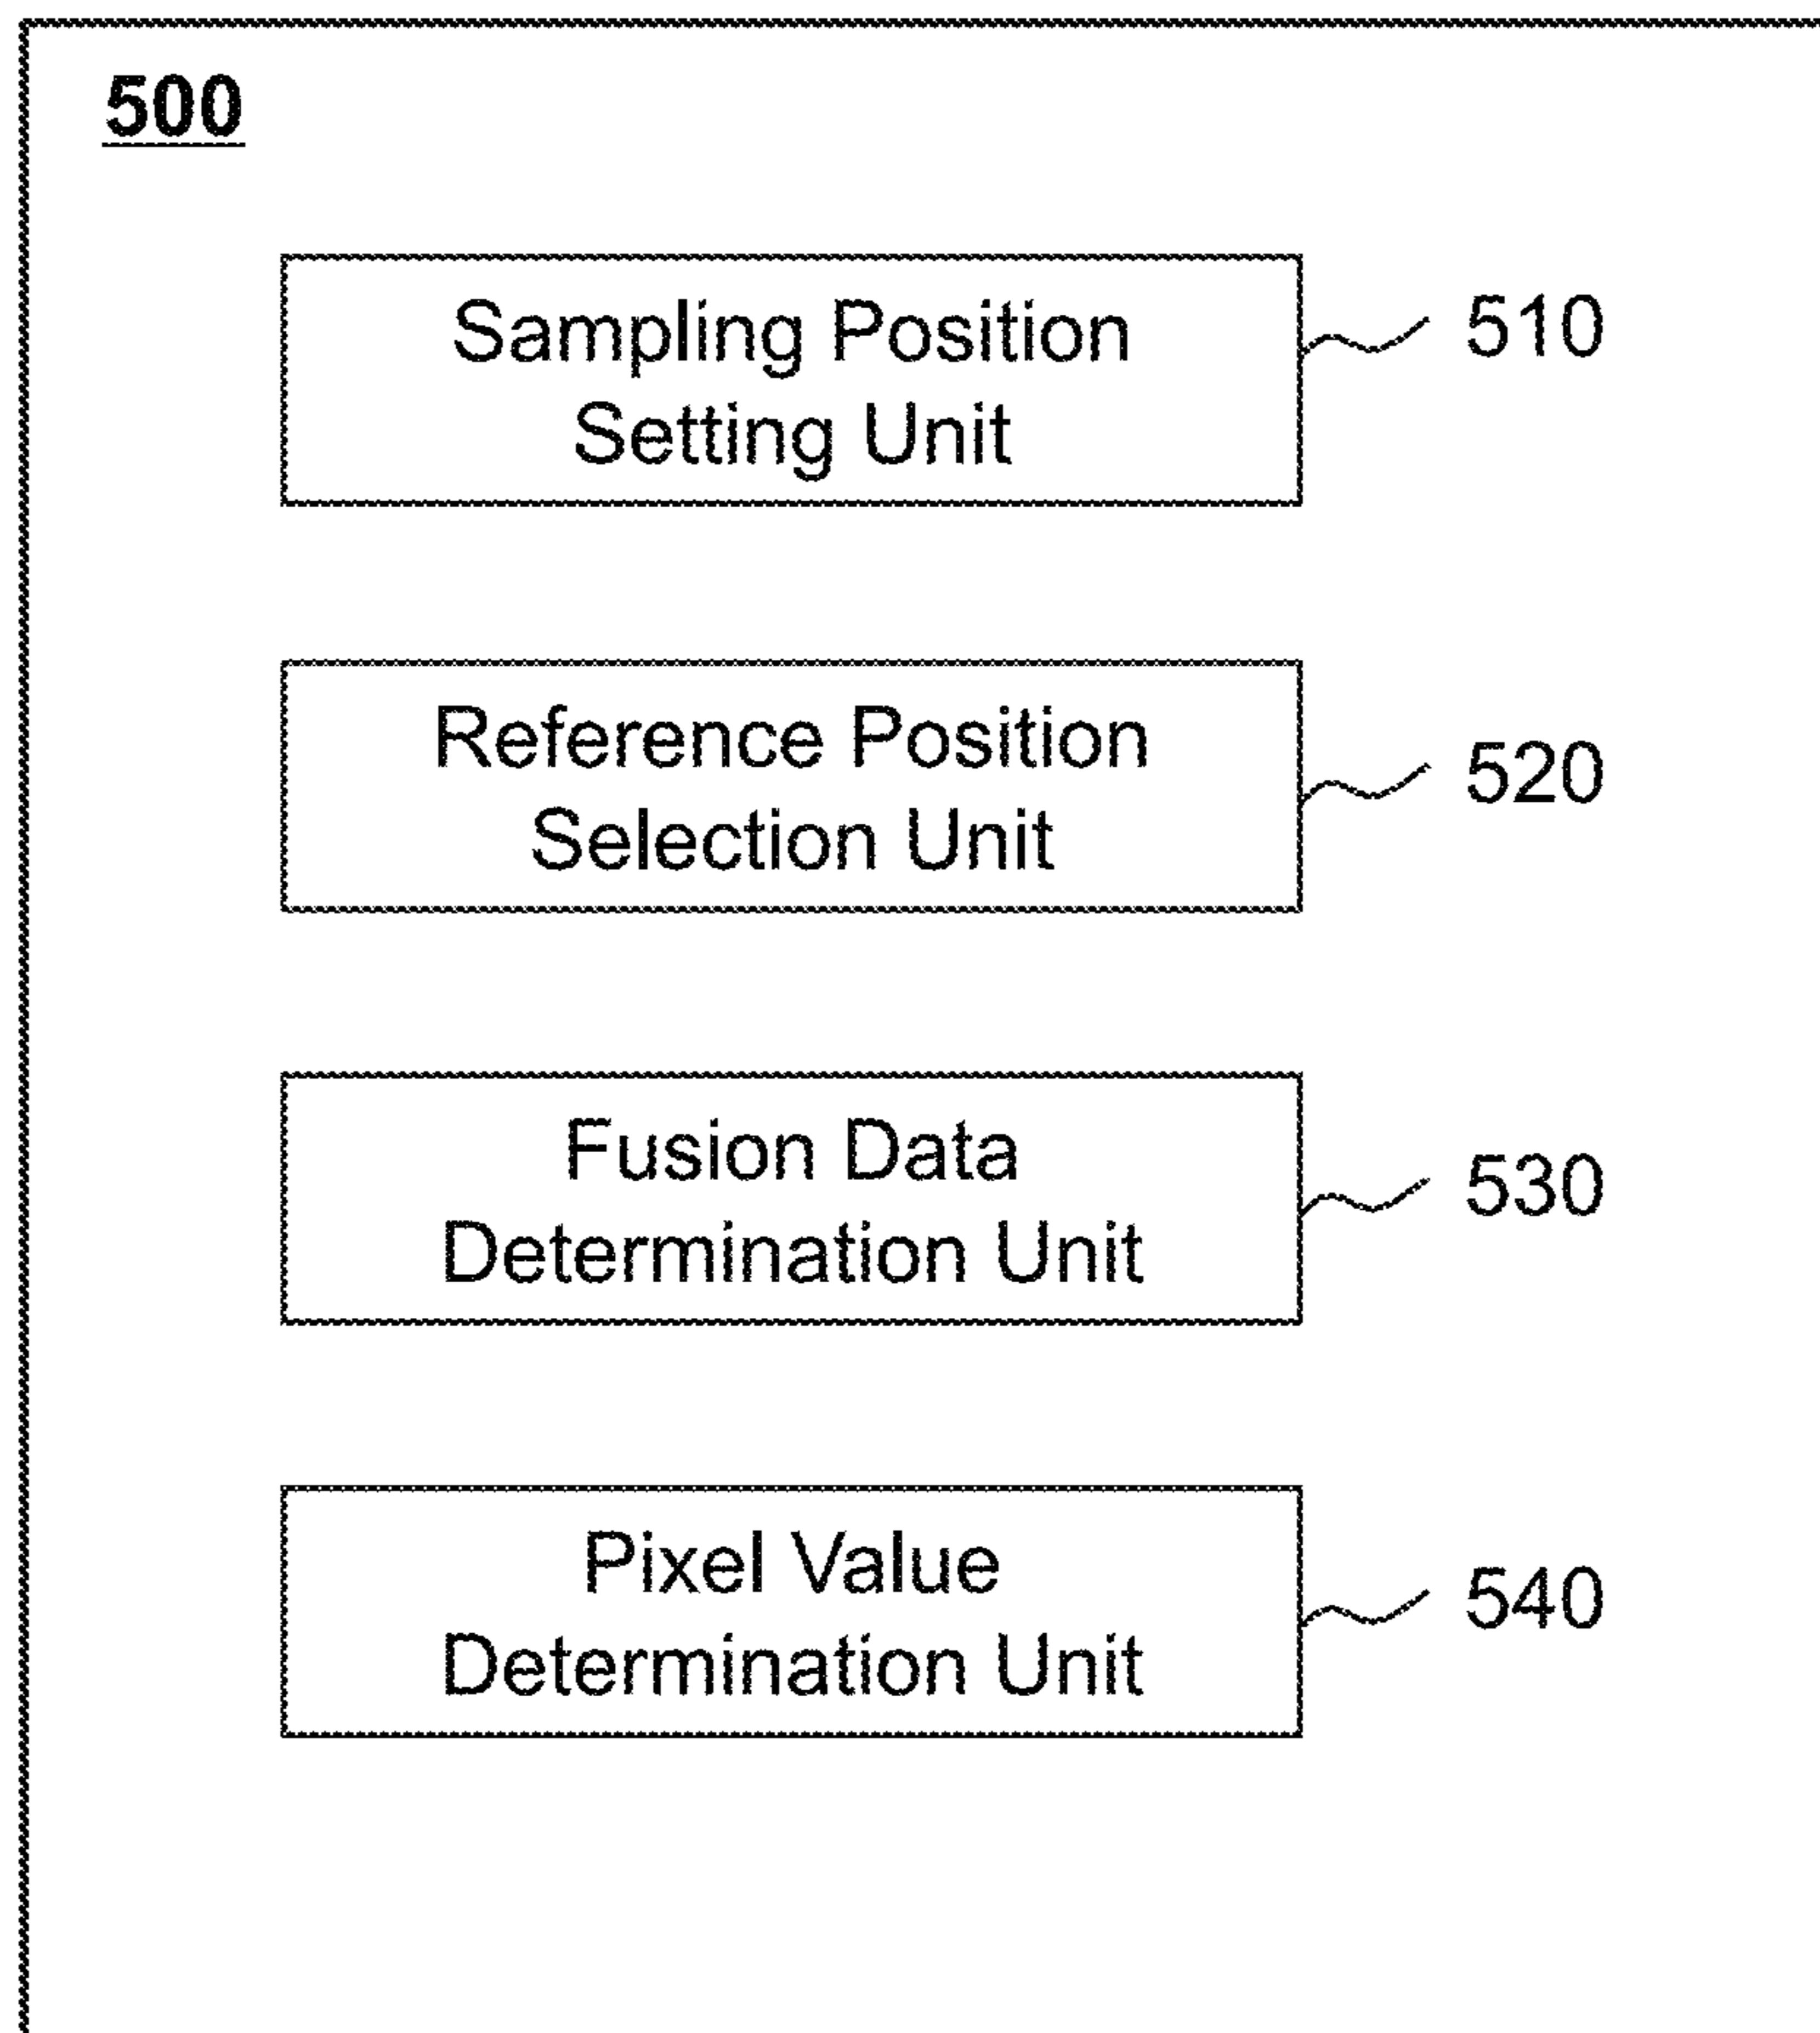 500
Sampling Position
Setting Unit
510
Reference Position
Selection Unit
520
Fusion Data
Determination Unit
530
Pixel Value
Determination Unit
540